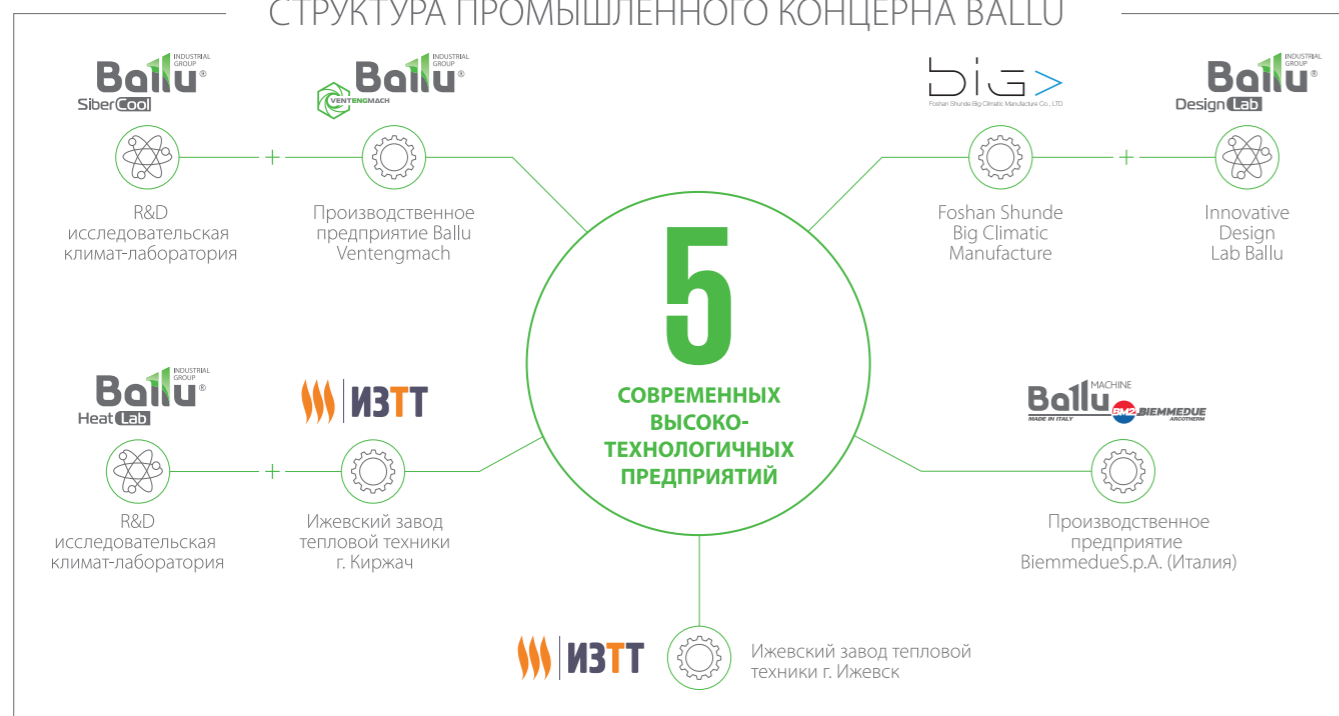 СТРУКТУРА ПРОМЫШЛЕННОГО КОНЦЕРНА BALLU
Ballu®
INDUSTRIAL
GROUP
SiberCool
VENTENGMACH
Ballu®
INDUSTRIAL
GROUP
big>
Foshan Shunde Big Climatic Manufacture Co., LTD
Ballu®
INDUSTRIAL
GROUP
Design Lab
+
+
R&D
исследовательская
климат-лаборатория
Производственное
предприятие Ballu
Ventengmach
Foshan Shunde
Big Climatic
Manufacture
Innovative
Design
Lab Ballu
5
СОВРЕМЕННЫХ
ВЫСОКО-
ТЕХНОЛОГИЧНЫХ
ПРЕДПРИЯТИЙ
Ballu®
INDUSTRIAL
GROUP
Heat Lab
ИЗТТ
Ballu
MACHINE
MADE IN ITALY
BM2 BIEMMEDUE
ARCOTHERM
+
R&D
исследовательская
климат-лаборатория
Ижевский завод
тепловой техники
г. Киржач
Производственное
предприятие
BiemmedueS.p.A. (Италия)
ИЗТТ
Ижевский завод тепловой
техники г. Ижевск